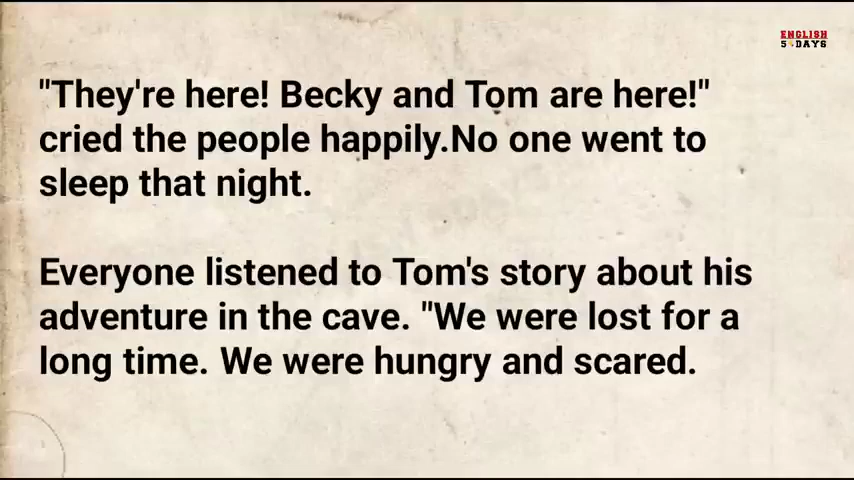 ENGLISH
5 DAYS
"They're here! Becky and Tom are here!"
cried the people happily.No one went to
sleep that night.
Everyone listened to Tom's story about his
adventure in the cave. "We were lost for a
long time. We were hungry and scared.